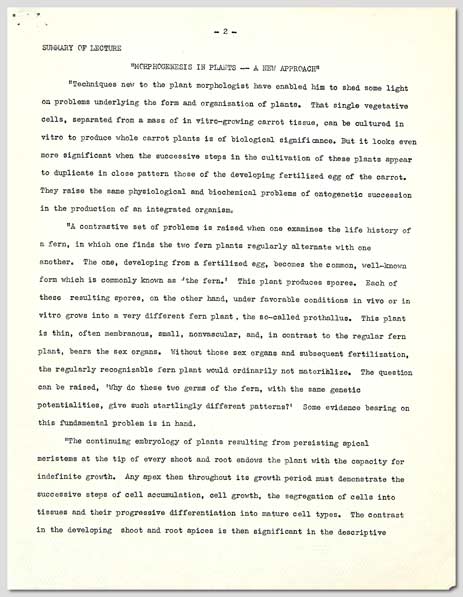 - 2 -
SUMMARY OF LECTURE
"MORPHOGENESIS IN PLANTS -- A NEW APPROACH"
"Techniques new to the plant morphologist have enabled him to shed some light
on problems underlying the form and organization of plants. That single vegetative
cells, separated from a mass of in vitro-growing carrot tissue, can be cultured in
vitro to produce whole carrot plants is of biological significance. But it looks even
more significant when the successive steps in the cultivation of these plants appear
to duplicate in close pattern those of the developing fertilized egg of the carrot.
They raise the same physiological and biochemical problems of ontogenetic succession
in the production of an integrated organism.
"A contrastive set of problems is raised when one examines the life history of
a fern, in which one finds the two fern plants regularly alternate with one
another. The one, developing from a fertilized egg, becomes the common, well-known
form which is commonly known as 'the fern.' This plant produces spores. Each of
these resulting spores, on the other hand, under favorable conditions in vivo or in
vitro grows into a very different fern plant, the so-called prothallus. This plant
is thin, often membranous, small, nonvascular, and, in contrast to the regular fern
plant, bears the sex organs. Without those sex organs and subsequent fertilization,
the regularly recognizable fern plant would ordinarily not materialize. The question
can be raised, 'Why do these two germs of the fern, with the same genetic
potentialities, give such startlingly different patterns?' Some evidence bearing on
this fundamental problem is in hand.
"The continuing embryology of plants resulting from persisting apical
meristems at the tip of every shoot and root endows the plant with the capacity for
indefinite growth. Any apex then throughout its growth period must demonstrate the
successive steps of cell accumulation, cell growth, the segregation of cells into
tissues and their progressive differentiation into mature cell types. The contrast
in the developing shoot and root apices is then significant in the descriptive